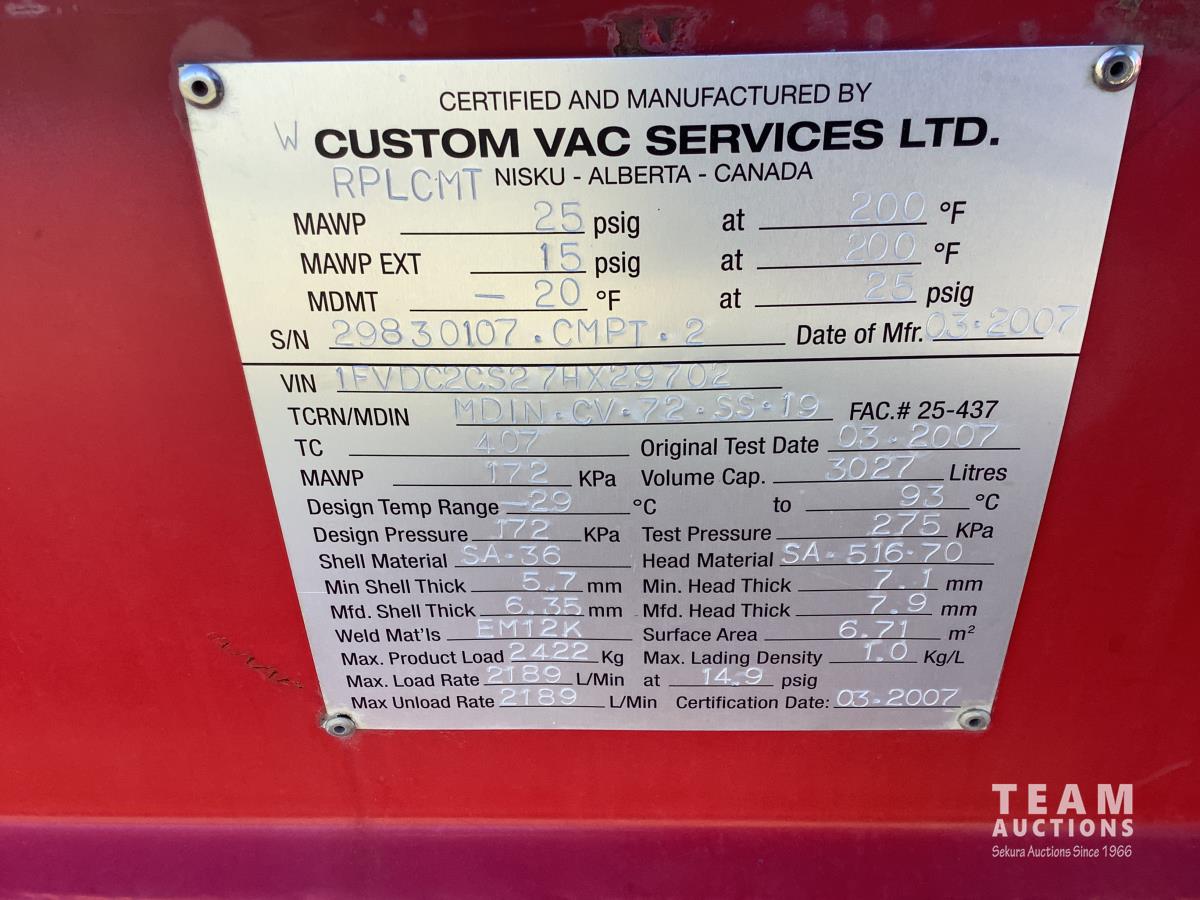 CERTIFIED AND MANUFACTURED BY
W CUSTOM VAC SERVICES LTD.
RPLCMT NISKU - ALBERTA - CANADA
MAWP 25 psig at 200 °F
MAWP EXT 15 psig at 200 °F
MDMT - 20 °F at 25 psig
S/N 29830107.CMPT.2 Date of Mfr. 03.2007
VIN 1FVDC2CS27HX29702
TCRN/MDIN MDIN.CV-72.SS.19 FAC.# 25-437
TC 407 Original Test Date 03.2007
MAWP 172 KPa Volume Cap. 3027 Litres
Design Temp Range -29 °C to 93 °C
Design Pressure 172 KPa Test Pressure 275 KPa
Shell Material SA-36 Head Material SA-516-70
Min Shell Thick 5.7 mm Min. Head Thick 7.1 mm
Mfd. Shell Thick 6.35 mm Mfd. Head Thick 7.9 mm
Weld Mat'ls EM12K Surface Area 6.71 m²
Max. Product Load 2422 Kg Max. Lading Density 1.0 Kg/L
Max. Load Rate 2189 L/Min at 14.9 psig
Max Unload Rate 2189 L/Min Certification Date: 03.2007
TEAM
AUCTIONS
Sekura Auctions Since 1966